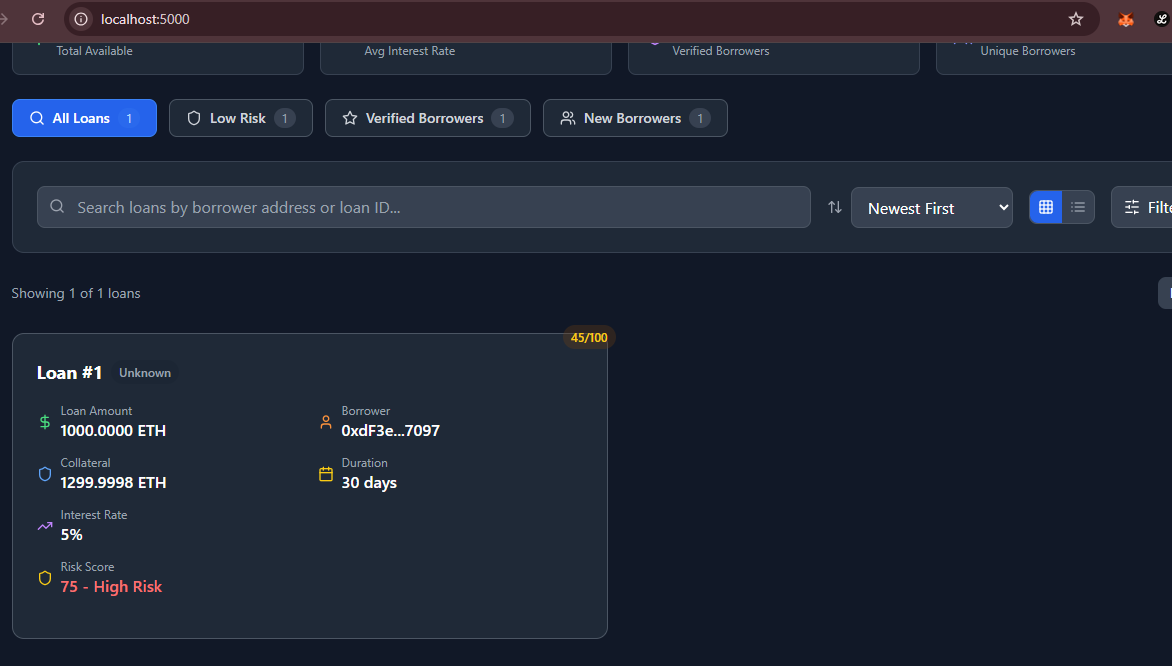 localhost:5000
Total Available
Avg Interest Rate
Verified Borrowers
Unique Borrowers
All Loans 1
Low Risk 1
Verified Borrowers 1
New Borrowers 1
Search loans by borrower address or loan ID...
Newest First
Filte
Showing 1 of 1 loans
45/100
Loan #1 Unknown
Loan Amount
1000.0000 ETH
Borrower
0xdF3e...7097
Collateral
1299.9998 ETH
Duration
30 days
Interest Rate
5%
Risk Score
75 - High Risk